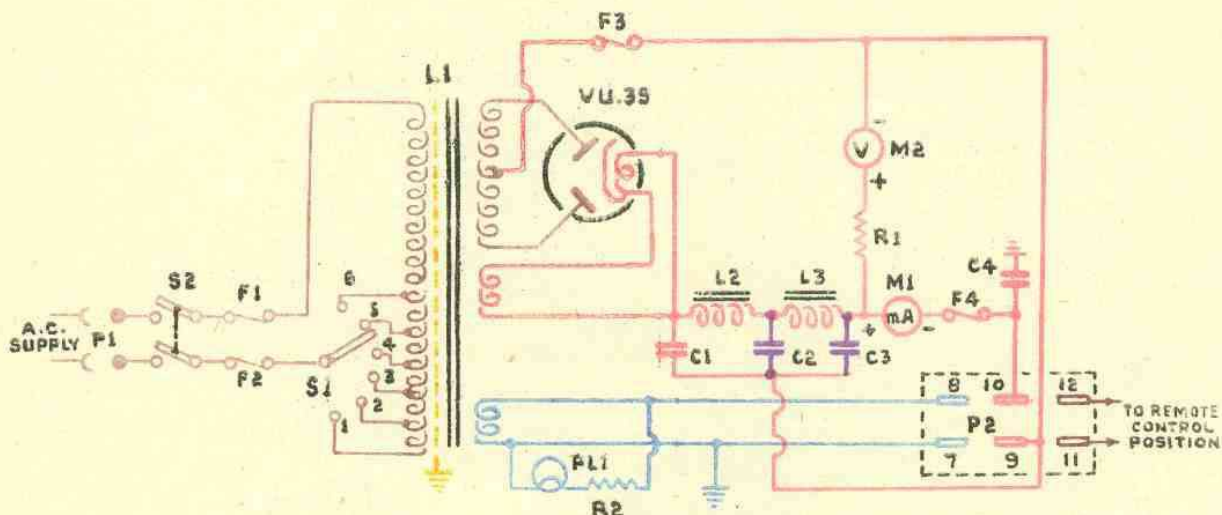 F3
L1
VU.39
- V M2
+
R1
C4
S2
F1
6
5
4
3
2
1
L2
L3
M1
F4
+ mA -
A.C. SUPPLY
P1
F2
S1
C1
C2
C3
8
10
12
P2
7
9
11
TO REMOTE
CONTROL
POSITION
PL1
R2